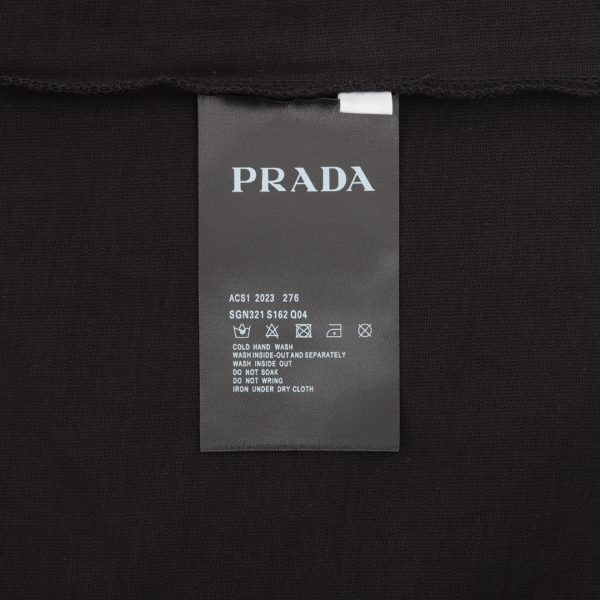 PRADA
ACS1 2023 276
SGN321 S162 Q04
COLD HAND WASH
WASH INSIDE-OUT AND SEPARATELY
WASH INSIDE OUT
DO NOT SOAK
DO NOT WRING
IRON UNDER DRY CLOTH